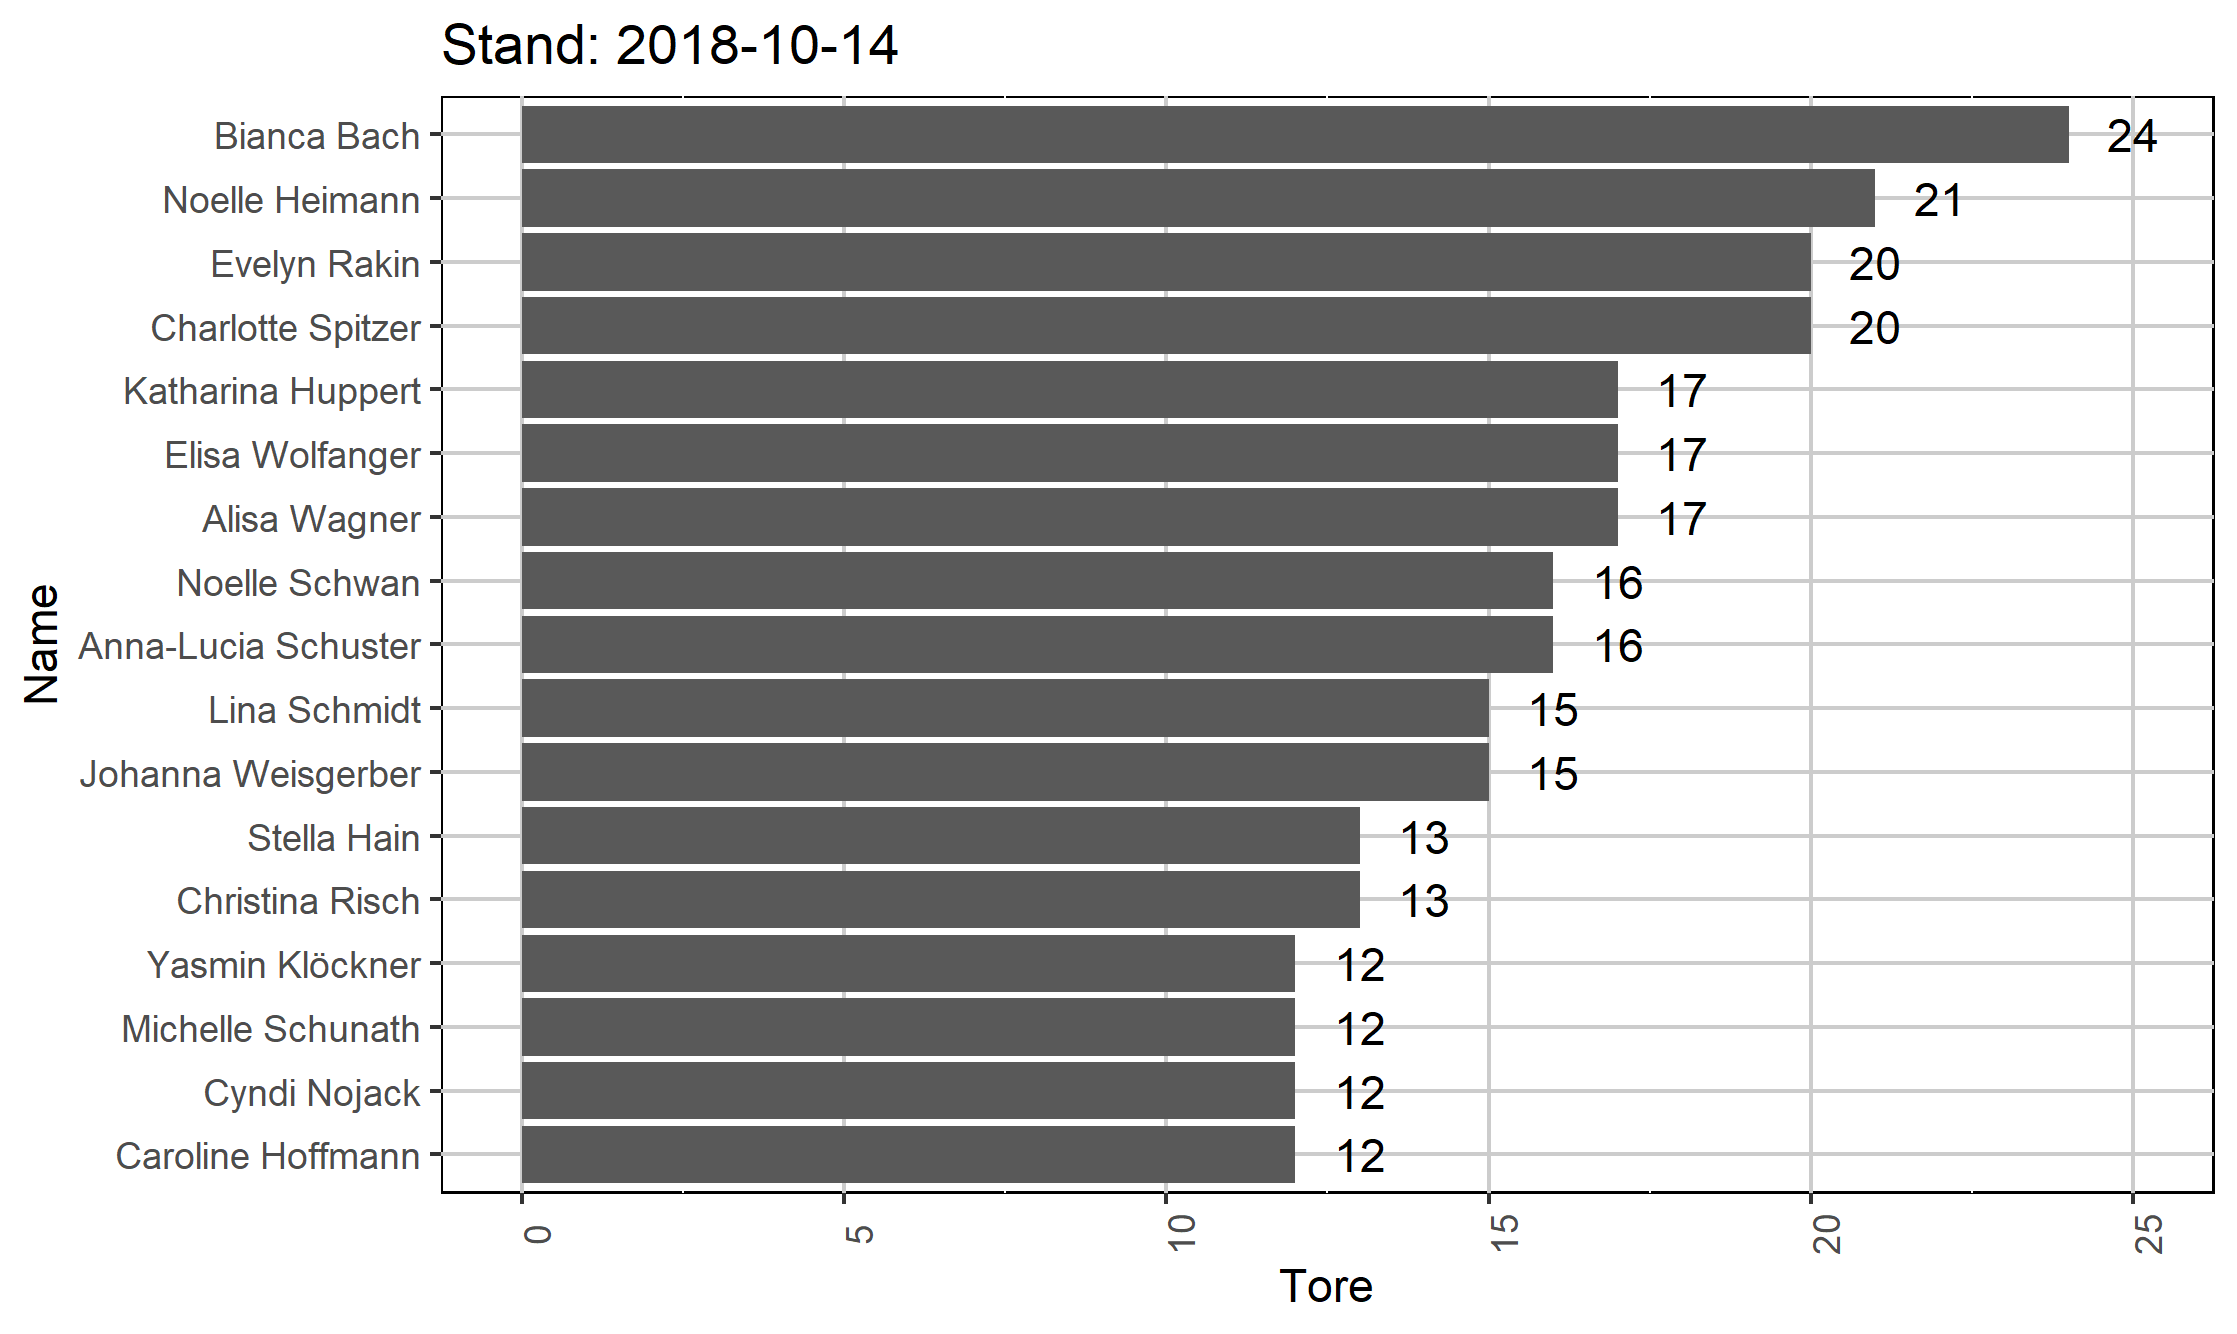 Stand: 2018-10-14
Name
Bianca Bach 24
Noelle Heimann 21
Evelyn Rakin 20
Charlotte Spitzer 20
Katharina Huppert 17
Elisa Wolfanger 17
Alisa Wagner 17
Noelle Schwan 16
Anna-Lucia Schuster 16
Lina Schmidt 15
Johanna Weisgerber 15
Stella Hain 13
Christina Risch 13
Yasmin Klöckner 12
Michelle Schunath 12
Cyndi Nojack 12
Caroline Hoffmann 12
0 5 10 15 20 25
Tore